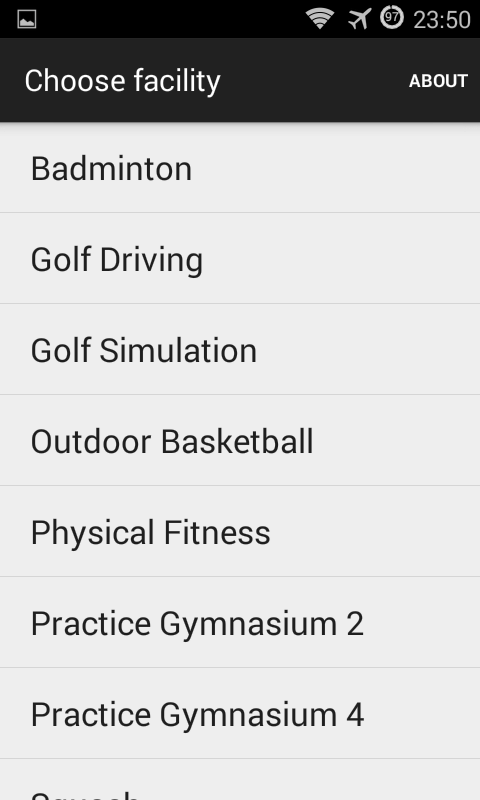 97 23:50
Choose facility ABOUT
Badminton
Golf Driving
Golf Simulation
Outdoor Basketball
Physical Fitness
Practice Gymnasium 2
Practice Gymnasium 4
Squash